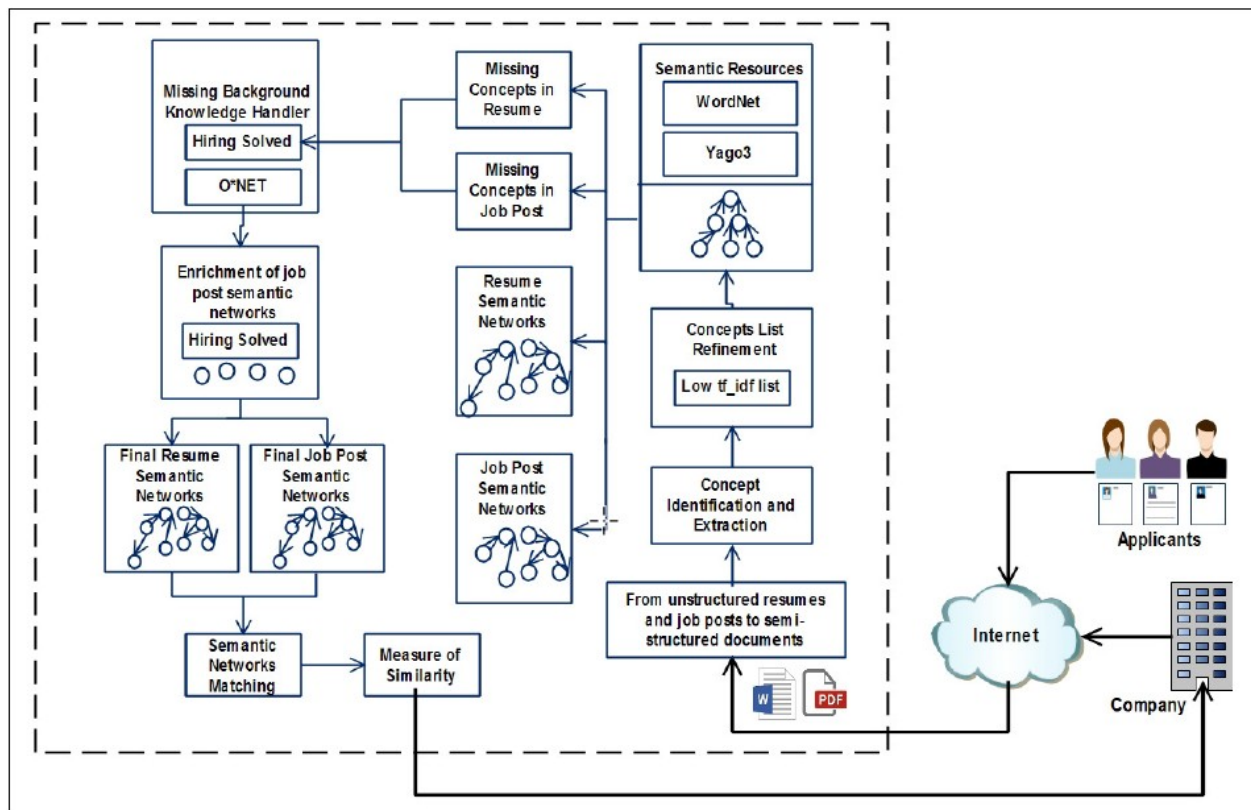 Missing Background
Knowledge Handler
Hiring Solved
O*NET
Enrichment of job
post semantic
networks
Hiring Solved
Final Resume
Semantic
Networks
Final Job Post
Semantic
Networks
Semantic
Networks
Matching
Measure of
Similarity
Missing
Concepts in
Resume
Missing
Concepts in
Job Post
Resume
Semantic
Networks
Job Post
Semantic
Networks
Semantic Resources
WordNet
Yago3
Concepts List
Refinement
Low tf_idf list
Concept
Identification and
Extraction
From unstructured resumes
and job posts to semi-
structured documents
W
PDF
Applicants
Internet
Company